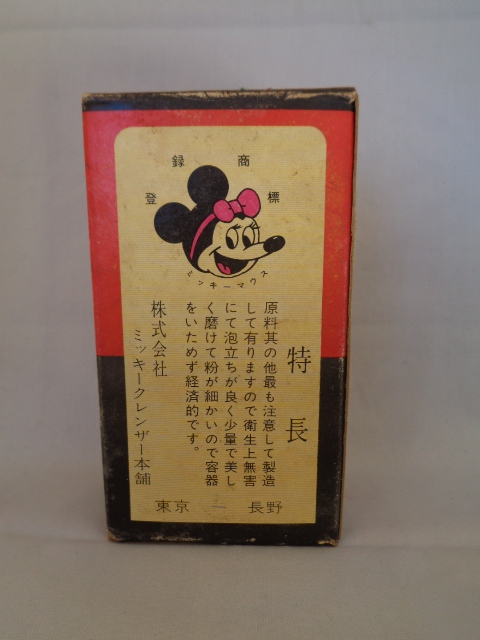 登録商標
ミッキーマウス
特長
原料其の他最も注意して製造
して有りますので衛生上無害
にて泡立ちが良く少量で美し
く磨けて粉が細かいので容器
をいためず経済的です。
株式会社
ミッキークレンザー本舗
東京 — 長野